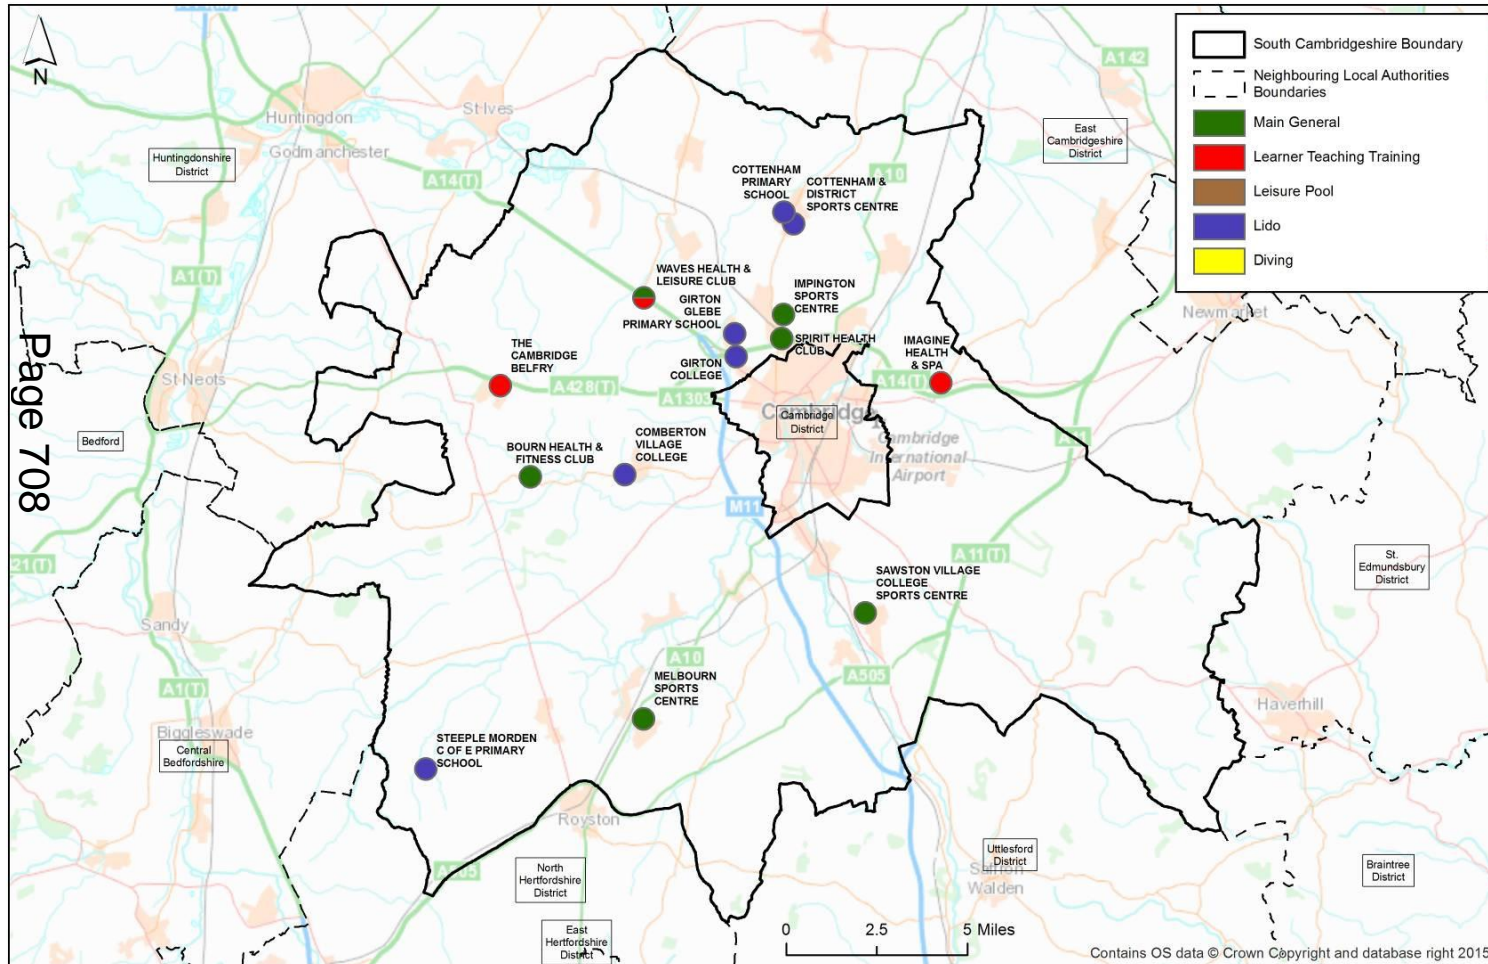 N
Page 708
South Cambridgeshire Boundary
Neighbouring Local Authorities
Boundaries
Main General
Learner Teaching Training
Leisure Pool
Lido
Diving
A142
St Ives
Huntingdon
Godmanchester
Huntingdonshire
District
East
Cambridgeshire
District
A14(T)
A10
COTTENHAM
PRIMARY
SCHOOL
COTTENHAM &
DISTRICT
SPORTS CENTRE
A1(T)
WAVES HEALTH &
LEISURE CLUB
GIRTON
GLEBE
PRIMARY SCHOOL
IMPINGTON
SPORTS
CENTRE
SPIRIT HEALTH
CLUB
GIRTON
COLLEGE
IMAGINE
HEALTH
& SPA
Newmarket
THE
CAMBRIDGE
BELFRY
St Neots
A428(T)
A1303
A14(T)
Cambridge
Cambridge
District
Cambridge
International
Airport
A11
Bedford
BOURN HEALTH &
FITNESS CLUB
COMBERTON
VILLAGE
COLLEGE
M11
21(T)
A11(T)
St.
Edmundsbury
District
SAWSTON VILLAGE
COLLEGE
SPORTS CENTRE
Sandy
A10
A505
MELBOURN
SPORTS
CENTRE
A1(T)
Haverhill
Biggleswade
Central
Bedfordshire
STEEPLE MORDEN
C OF E PRIMARY
SCHOOL
Royston
A505
North
Hertfordshire
District
Uttlesford
District
Saffron
Walden
Braintree
District
East
Hertfordshire
District
0 2.5 5 Miles
Contains OS data © Crown Copyright and database right 2015